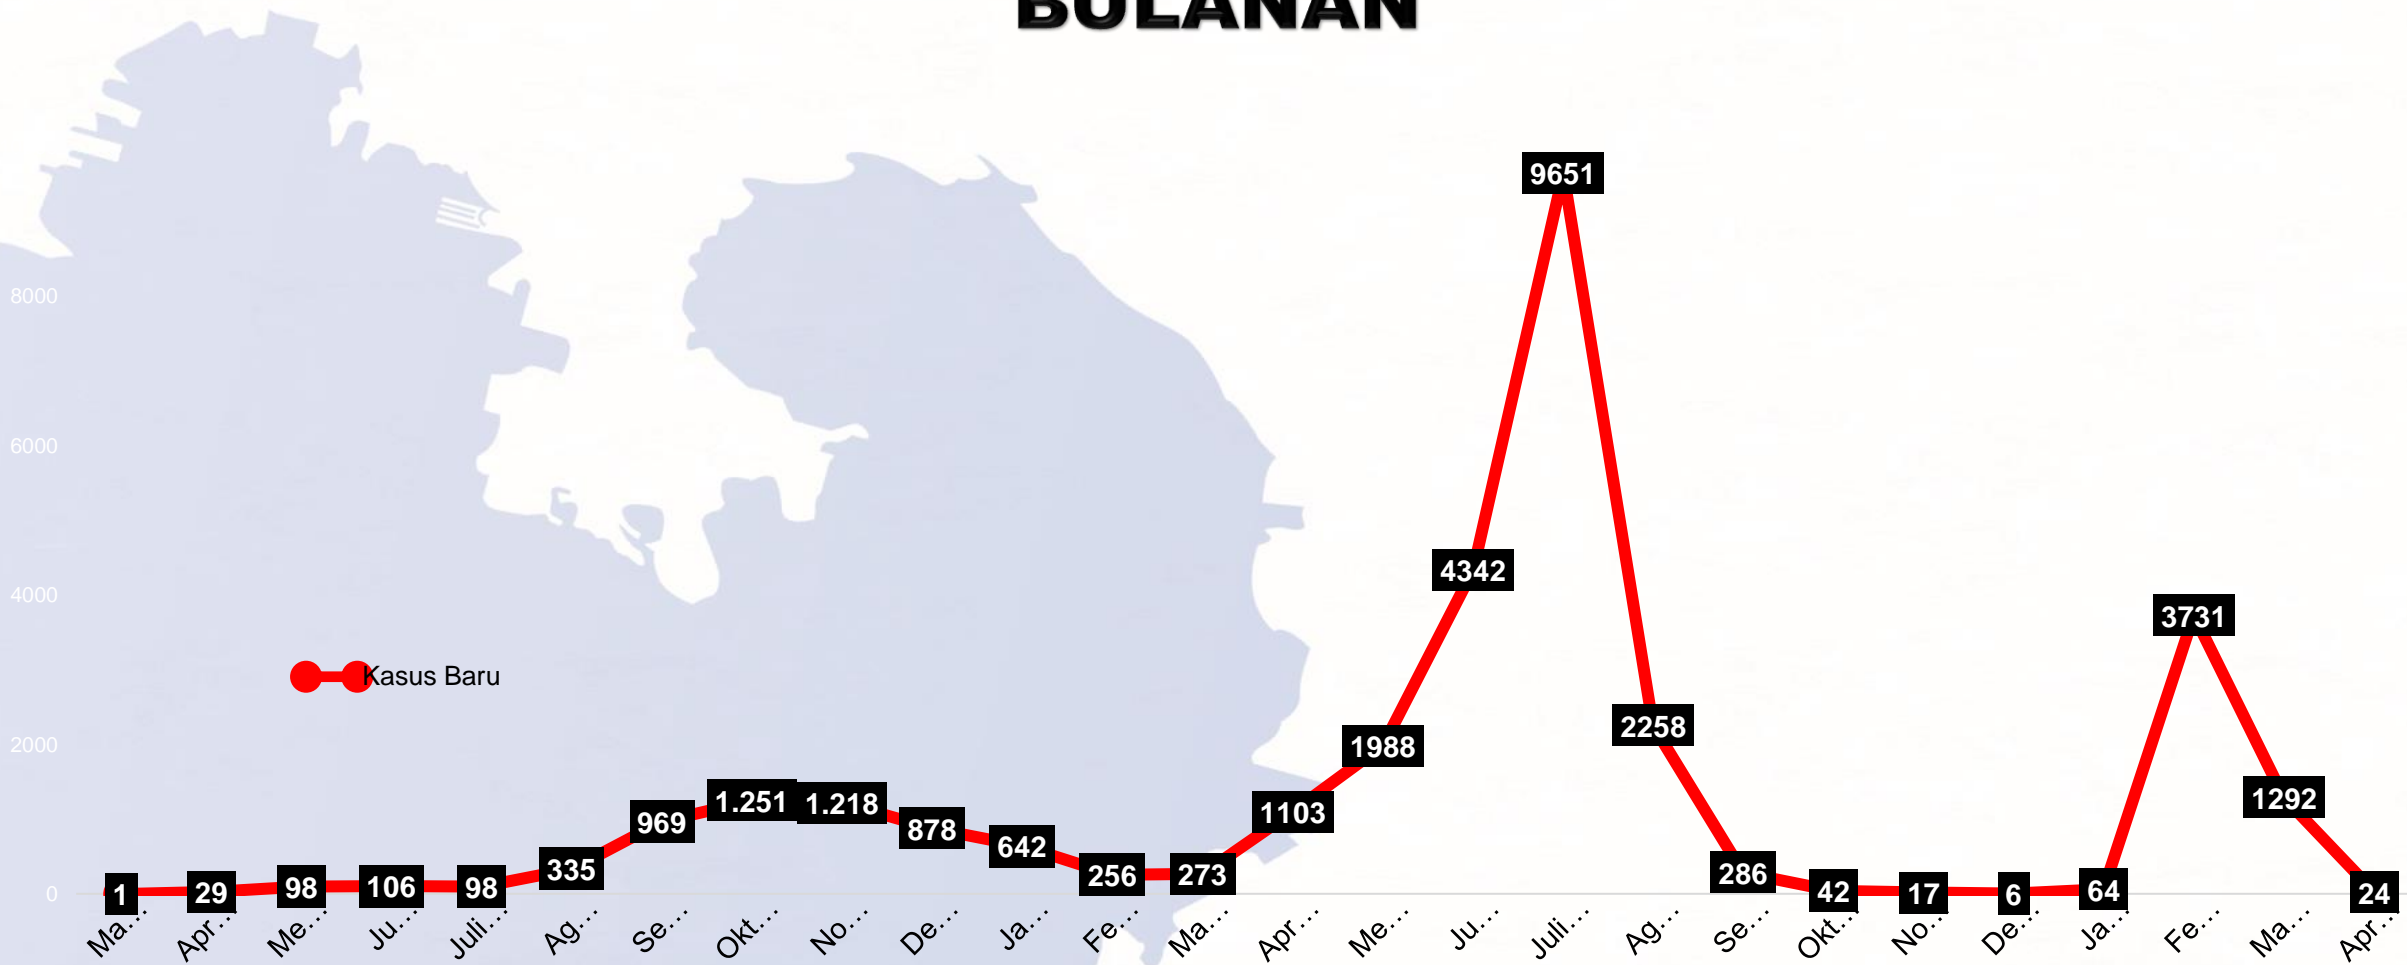 BULANAN
9651
8000
6000
4342
4000
3731
Kasus Baru
2258
2000
1988
1292
1103
1.251
1.218
969
878
642
335
286
256
273
1
29
98
106
98
42
17
6
64
24
0
Ma...
Apr...
Me...
Ju...
Juli...
Ag...
Se...
Okt...
No...
De...
Ja...
Fe...
Ma...
Apr...
Me...
Ju...
Juli...
Ag...
Se...
Okt...
No...
De...
Ja...
Fe...
Ma...
Apr...